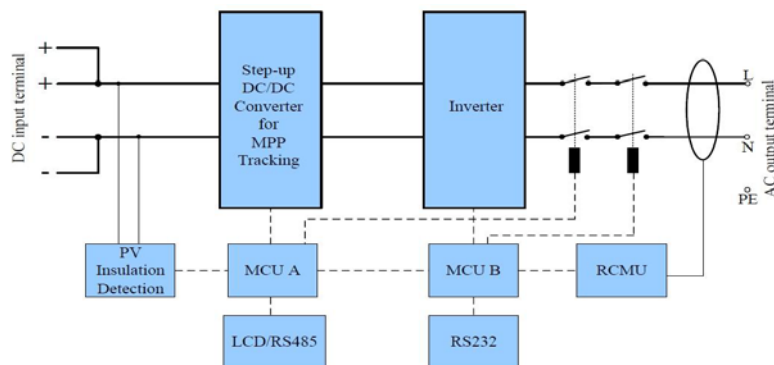 DC input terminal
+
+
-
-
Step-up
DC/DC
Converter
for
MPP
Tracking
Inverter
L
N
PE
AC output terminal
PV
Insulation
Detection
MCU A
MCU B
RCMU
LCD/RS485
RS232